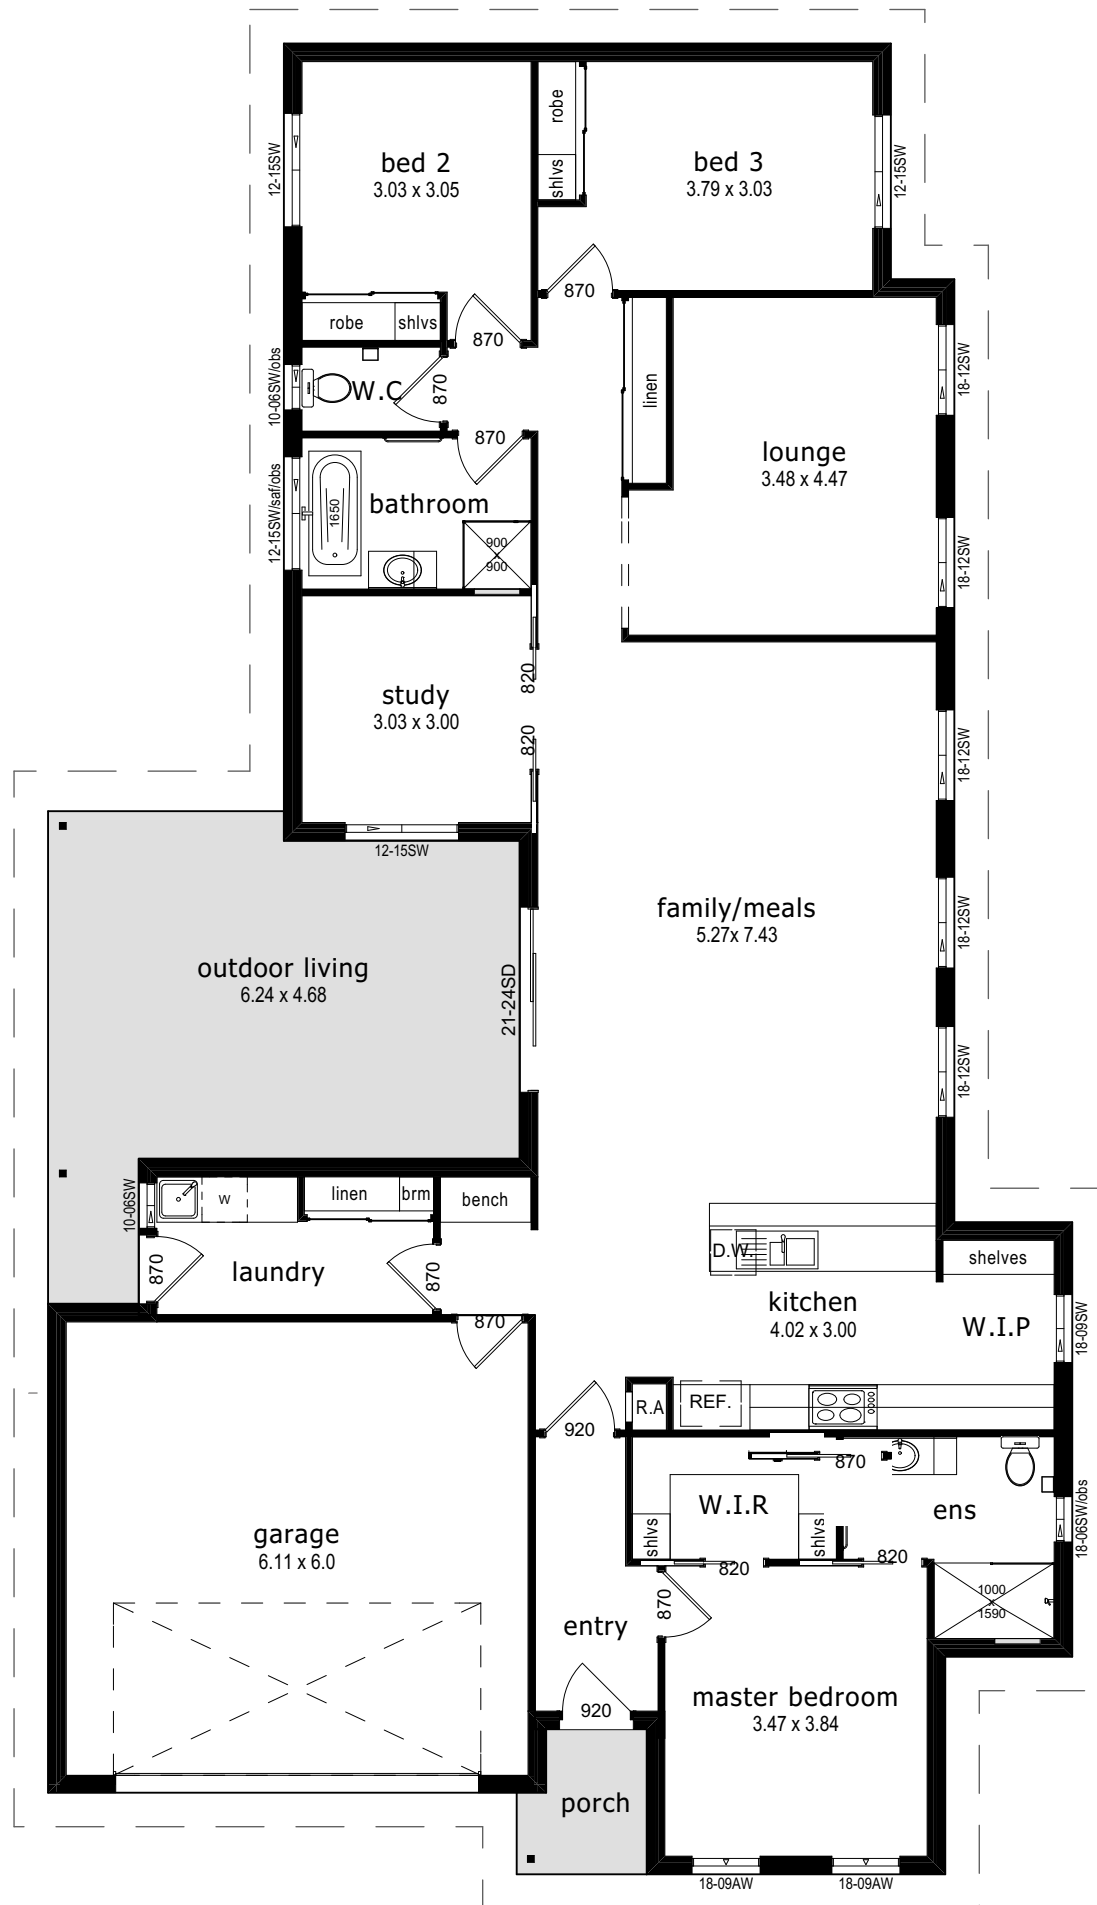 robe
shlvs
bed 2
3.03 x 3.05
bed 3
3.79 x 3.03
12-15SW
12-15SW
870
robe
shlvs
870
W.C
870
10-06SW/obs
linen
18-12SW
870
lounge
3.48 x 4.47
bathroom
1650
12-15SW/saf/obs
900
x
900
18-12SW
study
3.03 x 3.00
820
820
18-12SW
12-15SW
family/meals
5.27x 7.43
18-12SW
outdoor living
6.24 x 4.68
21-24SD
18-12SW
10-06SW
w
linen
brm
bench
D.W.
shelves
870
laundry
870
kitchen
4.02 x 3.00
W.I.P
18-09SW
870
R.A
REF.
920
870
W.I.R
shlvs
shlvs
ens
18-06SW/obs
garage
6.11 x 6.0
820
820
870
1000
x
1590
entry
920
master bedroom
3.47 x 3.84
porch
18-09AW
18-09AW